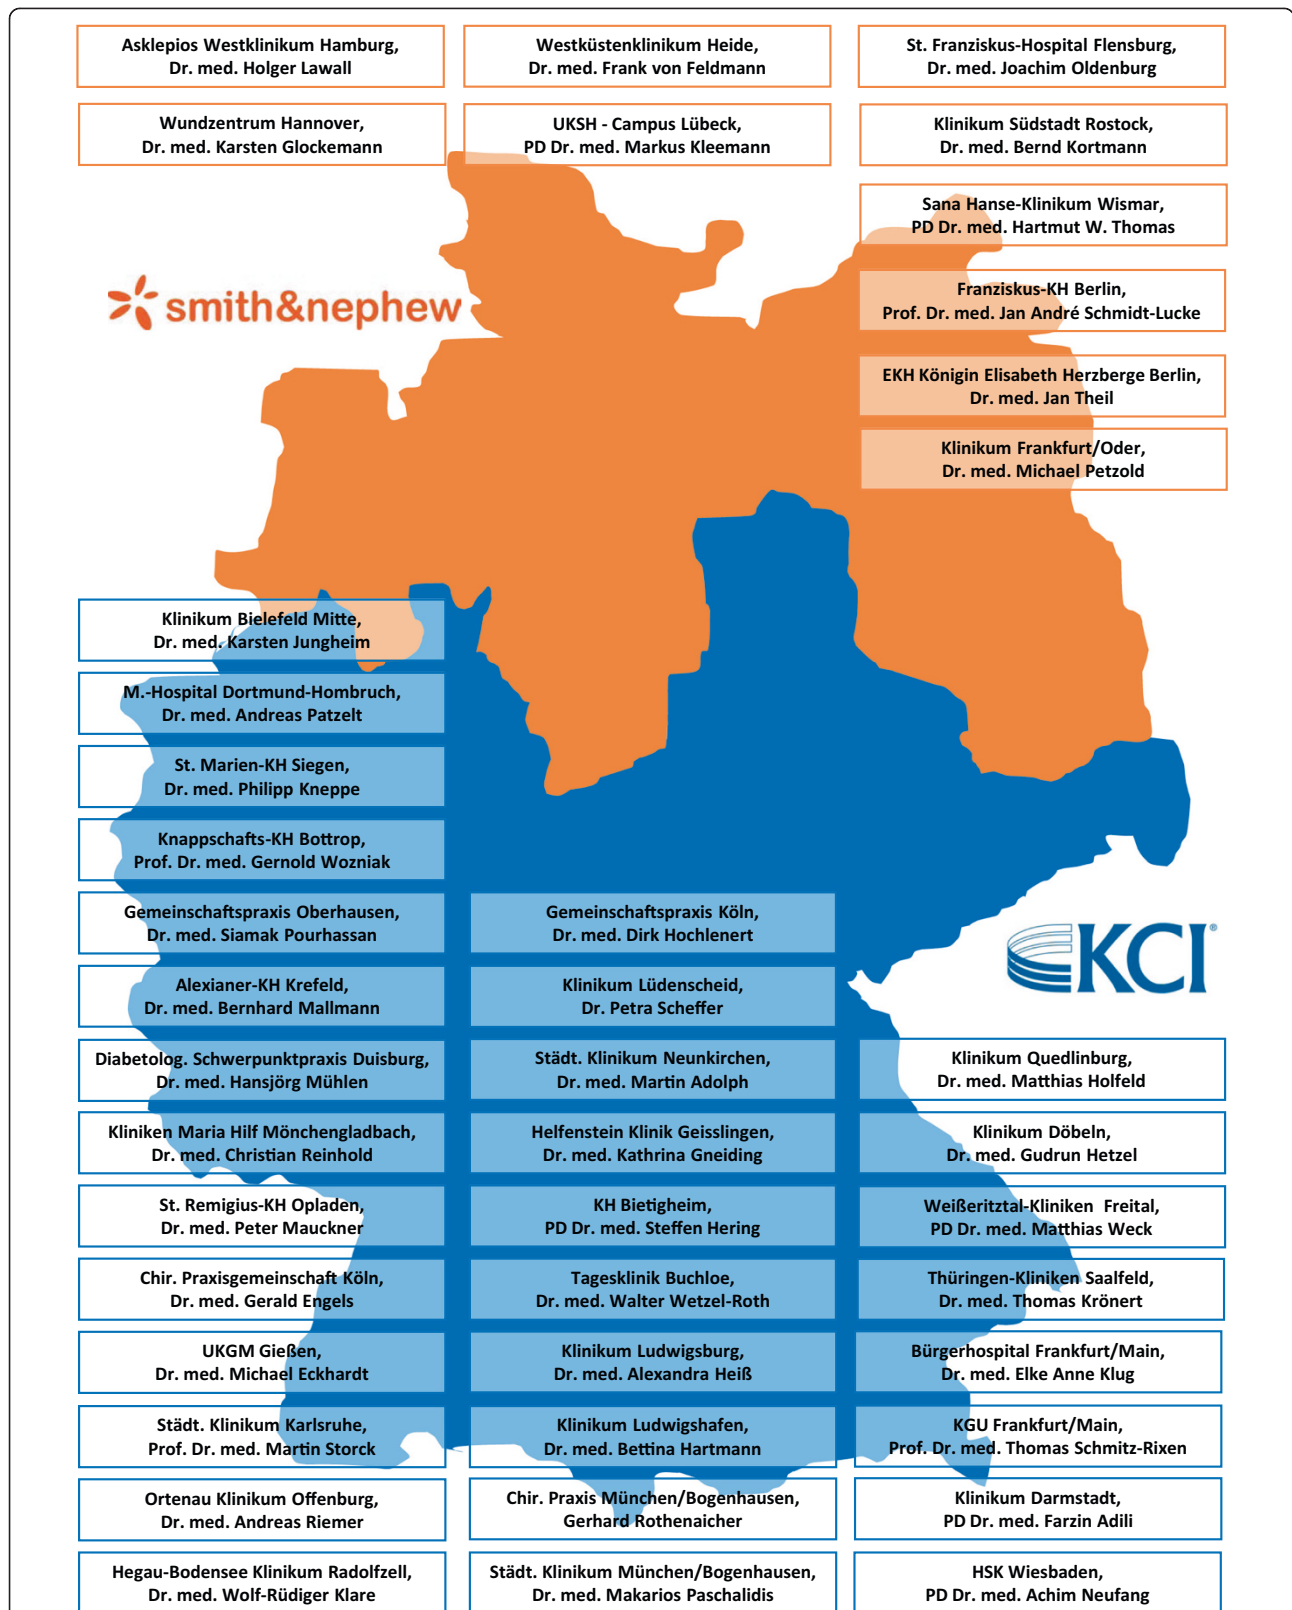 Asklepios Westklinikum Hamburg,
Dr. med. Holger Lawall
Westküstenklinikum Heide,
Dr. med. Frank von Feldmann
St. Franziskus-Hospital Flensburg,
Dr. med. Joachim Oldenburg
Wundzentrum Hannover,
Dr. med. Karsten Glockemann
UKSH - Campus Lübeck,
PD Dr. med. Markus Kleemann
Klinikum Südstadt Rostock,
Dr. med. Bernd Kortmann
Sana Hanse-Klinikum Wismar,
PD Dr. med. Hartmut W. Thomas
smith&nephew
Franziskus-KH Berlin,
Prof. Dr. med. Jan André Schmidt-Lucke
EKH Königin Elisabeth Herzberge Berlin,
Dr. med. Jan Theil
Klinikum Frankfurt/Oder,
Dr. med. Michael Petzold
Klinikum Bielefeld Mitte,
Dr. med. Karsten Jungheim
M.-Hospital Dortmund-Hombruch,
Dr. med. Andreas Patzelt
St. Marien-KH Siegen,
Dr. med. Philipp Kneppe
Knappschafts-KH Bottrop,
Prof. Dr. med. Gernold Wozniak
Gemeinschaftspraxis Oberhausen,
Dr. med. Siamak Pourhassan
Gemeinschaftspraxis Köln,
Dr. med. Dirk Hochlenert
KCI®
Alexianer-KH Krefeld,
Dr. med. Bernhard Mallmann
Klinikum Lüdenscheid,
Dr. Petra Scheffer
Diabetolog. Schwerpunktpraxis Duisburg,
Dr. med. Hansjörg Mühlen
Städt. Klinikum Neunkirchen,
Dr. med. Martin Adolph
Klinikum Quedlinburg,
Dr. med. Matthias Holfeld
Kliniken Maria Hilf Mönchengladbach,
Dr. med. Christian Reinhold
Helfenstein Klinik Geisslingen,
Dr. med. Kathrina Gneiding
Klinikum Döbeln,
Dr. med. Gudrun Hetzel
St. Remigius-KH Opladen,
Dr. med. Peter Mauckner
KH Bietigheim,
PD Dr. med. Steffen Hering
Weißeritztal-Kliniken Freital,
PD Dr. med. Matthias Weck
Chir. Praxisgemeinschaft Köln,
Dr. med. Gerald Engels
Tagesklinik Buchloe,
Dr. med. Walter Wetzel-Roth
Thüringen-Kliniken Saalfeld,
Dr. med. Thomas Krönert
UKGM Gießen,
Dr. med. Michael Eckhardt
Klinikum Ludwigsburg,
Dr. med. Alexandra Heiß
Bürgerhospital Frankfurt/Main,
Dr. med. Elke Anne Klug
Städt. Klinikum Karlsruhe,
Prof. Dr. med. Martin Storck
Klinikum Ludwigshafen,
Dr. med. Bettina Hartmann
KGU Frankfurt/Main,
Prof. Dr. med. Thomas Schmitz-Rixen
Ortenau Klinikum Offenburg,
Dr. med. Andreas Riemer
Chir. Praxis München/Bogenhausen,
Gerhard Rothenaicher
Klinikum Darmstadt,
PD Dr. med. Farzin Adili
Hegau-Bodensee Klinikum Radolfzell,
Dr. med. Wolf-Rüdiger Klare
Städt. Klinikum München/Bogenhausen,
Dr. med. Makarios Paschalidis
HSK Wiesbaden,
PD Dr. med. Achim Neufang